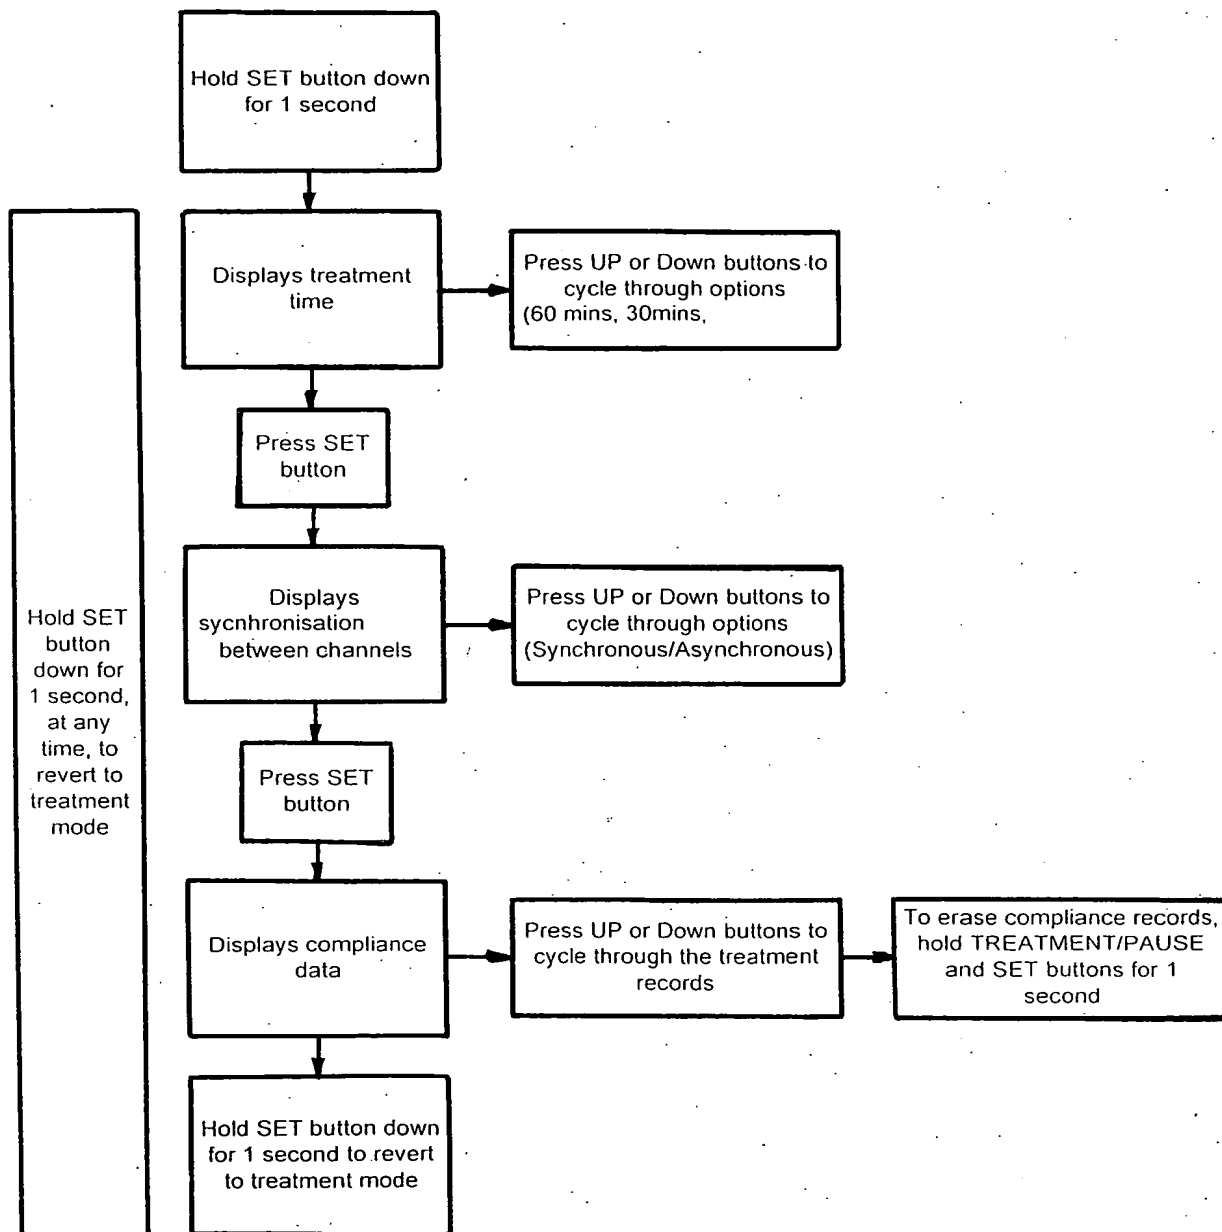 Hold SET button down
for 1 second
Displays treatment
time
Press UP or Down buttons to
cycle through options
(60 mins, 30mins,
Press SET
button
Displays
sycnhronisation
between channels
Press UP or Down buttons to
cycle through options
(Synchronous/Asynchronous)
Hold SET
button
down for
1 second,
at any
time, to
revert to
treatment
mode
Press SET
button
Displays compliance
data
Press UP or Down buttons to
cycle through the treatment
records
To erase compliance records,
hold TREATMENT/PAUSE
and SET buttons for 1
second
Hold SET button down
for 1 second to revert
to treatment mode